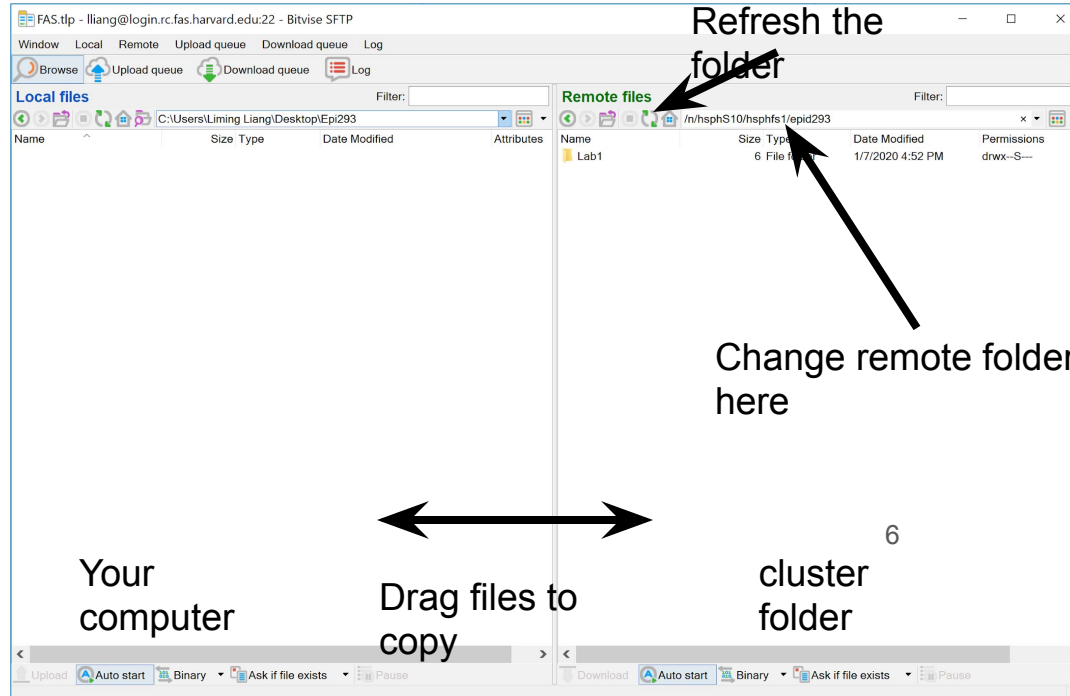 FAS.tlp - lliang@login.rc.fas.harvard.edu:22 - Bitvise SFTP
Refresh the
folder
Window Local Remote Upload queue Download queue Log
Browse Upload queue Download queue Log
Local files Filter:
Remote files Filter:
C:\Users\Liming Liang\Desktop\Epi293
/n/hsphS10/hsphfs1/epid293
Name Size Type Date Modified Attributes
Name Size Type Date Modified Permissions
Lab1 6 File folder 1/7/2020 4:52 PM drwx--S---
Change remote folder
here
6
Your
computer
Drag files to
copy
cluster
folder
Upload Auto start Binary Ask if file exists Pause
Download Auto start Binary Ask if file exists Pause